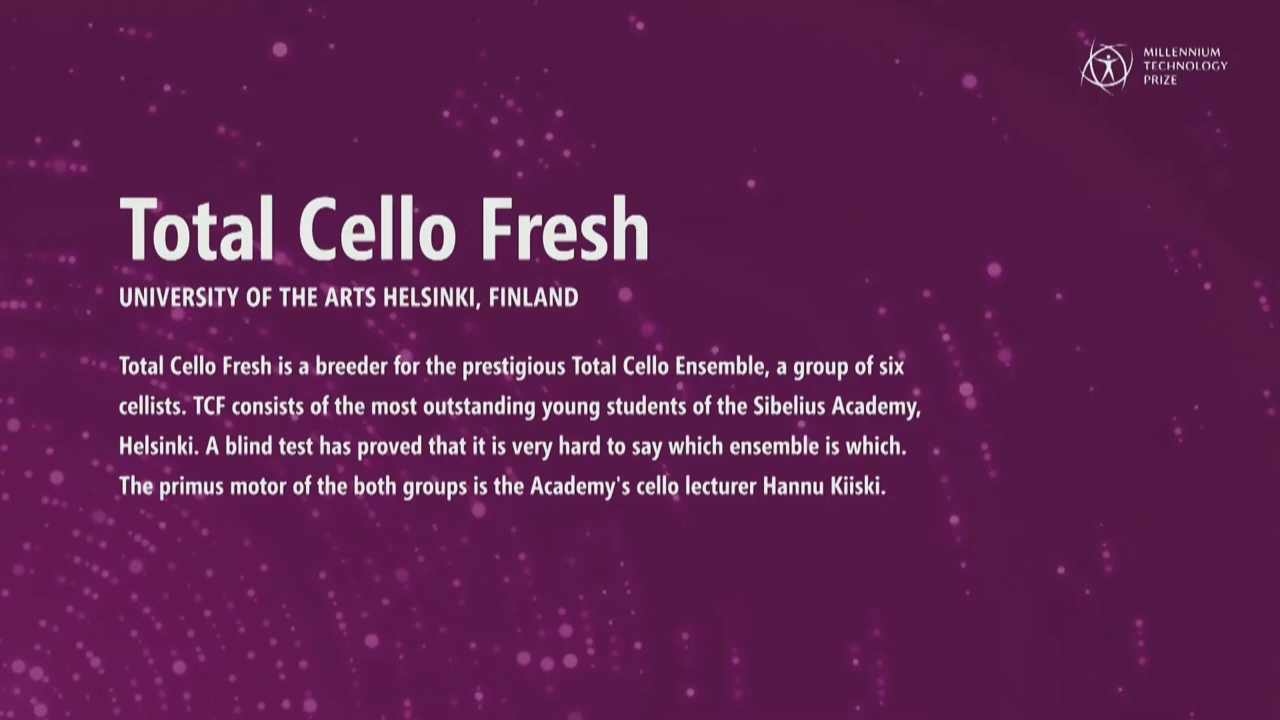 MILLENNIUM
TECHNOLOGY
PRIZE
Total Cello Fresh
UNIVERSITY OF THE ARTS HELSINKI, FINLAND
Total Cello Fresh is a breeder for the prestigious Total Cello Ensemble, a group of six
cellists. TCF consists of the most outstanding young students of the Sibelius Academy,
Helsinki. A blind test has proved that it is very hard to say which ensemble is which.
The primus motor of the both groups is the Academy's cello lecturer Hannu Kiiski.